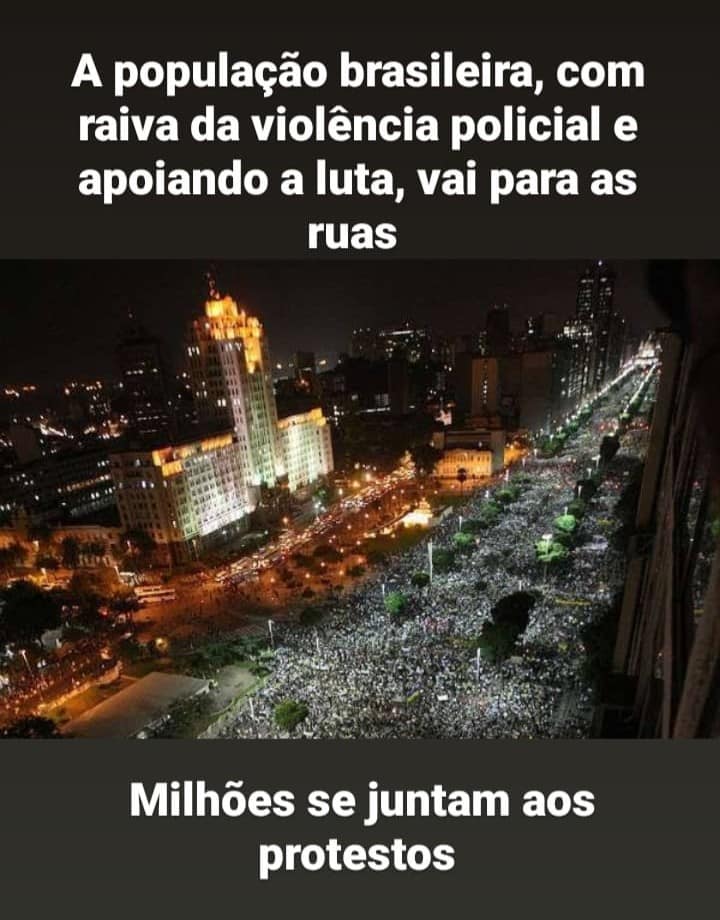 A população brasileira, com
raiva da violência policial e
apoiando a luta, vai para as
ruas
Milhões se juntam aos
protestos